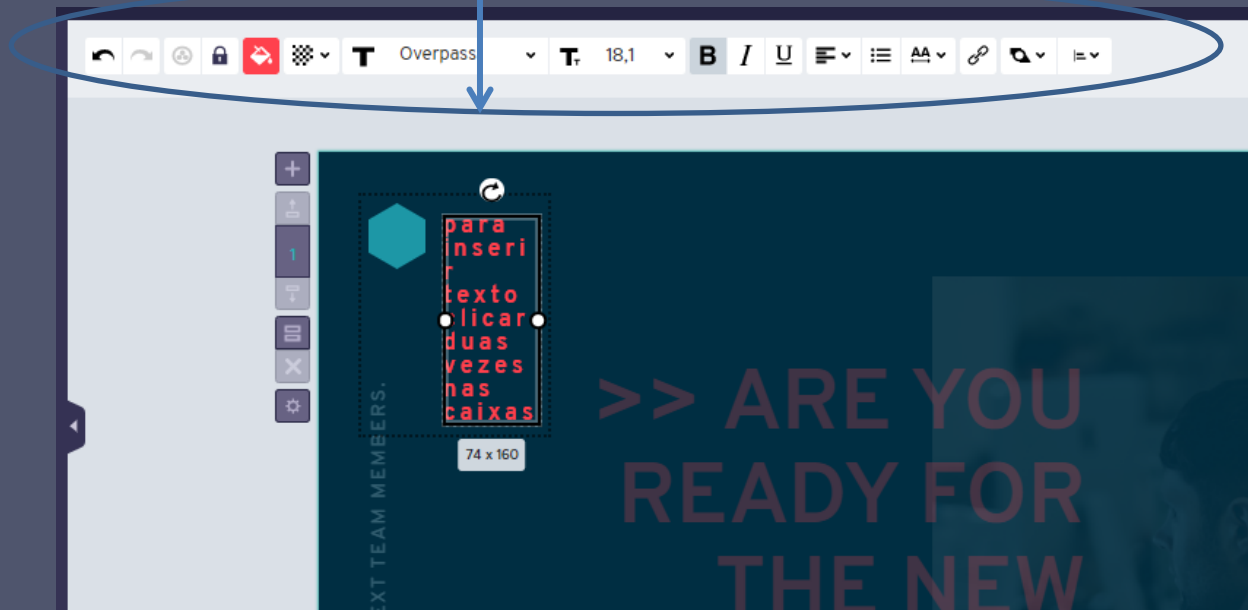 Overpass
18,1
B I U
AA
1
para
inseri
r
texto
clicar
duas
vezes
nas
caixas
74 x 160
EXT TEAM MEMBERS.
>> ARE YOU
READY FOR
THE NEW